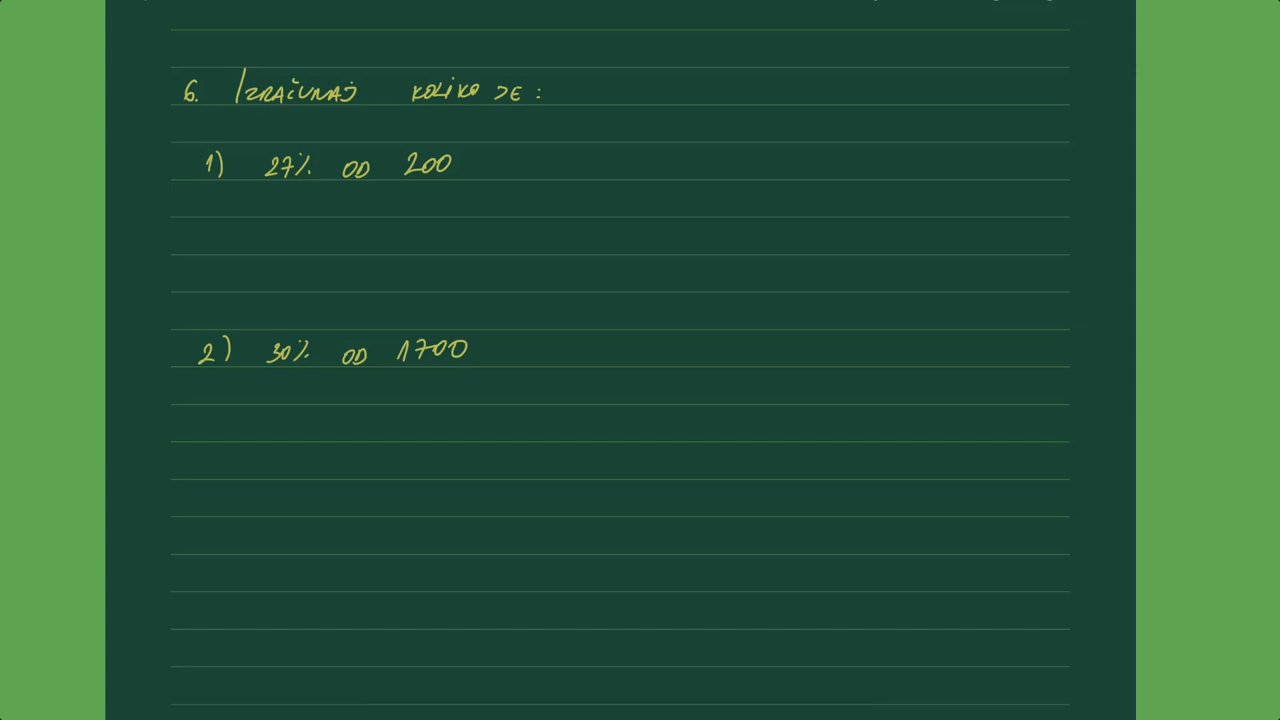 6. Izračunaj koliko je:
1) 27% od 200
2) 30% od 1700